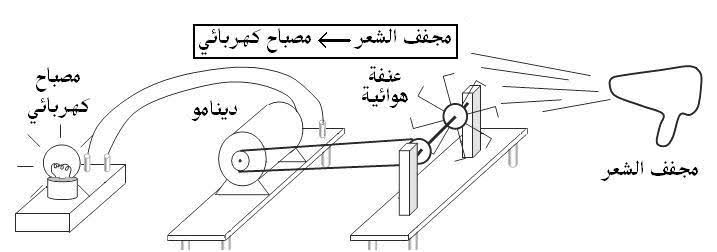 مجفف الشعر ← مصباح كهربائي
مصباح
كهربائي
دينامو
عنفة
هوائية
مجفف الشعر